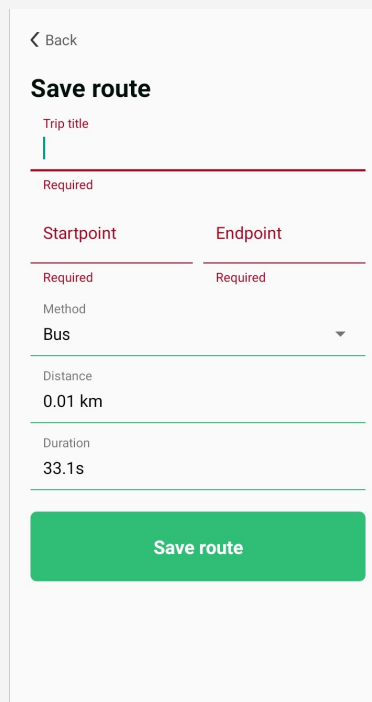 Back
Save route
Trip title
Required
Startpoint Endpoint
Required Required
Method
Bus
Distance
0.01 km
Duration
33.1s
Save route